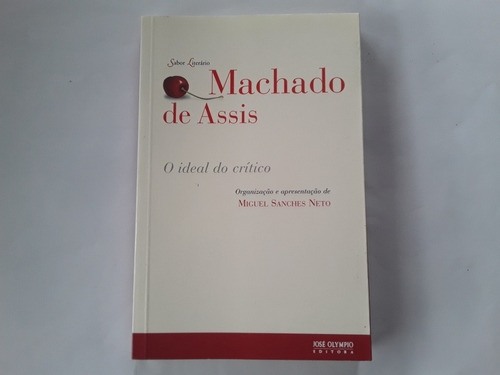 Sabor Literário
Machado
de Assis
O ideal do crítico
Organização e apresentação de
MIGUEL SANCHES NETO
JOSÉ OLYMPIO
EDITORA